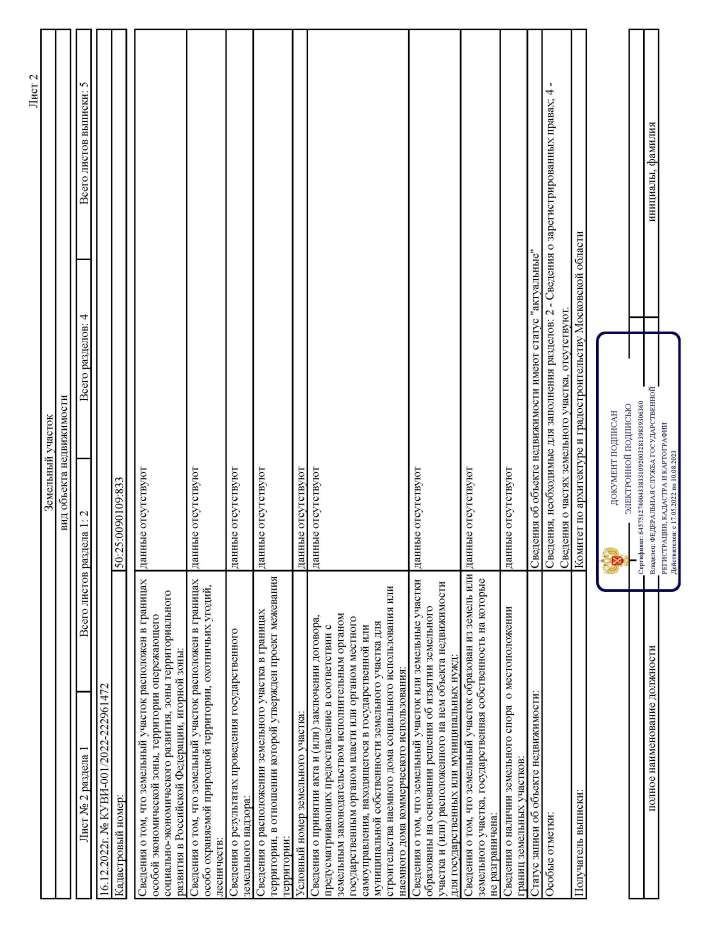 Лист 2
Земельный участок
вид объекта недвижимости
Лист № 2 раздела 1
Всего листов раздела 1: 2
Всего разделов: 4
Всего листов выписки: 5
16.12.2022г. № КУВИ-001/2022-222961472
Кадастровый номер:
50:25:0090109:833
Сведения о том, что земельный участок расположен в границах
особой экономической зоны, территории опережающего
социально-экономического развития, зоны территориального
развития в Российской Федерации, игорной зоны:
данные отсутствуют
Сведения о том, что земельный участок расположен в границах
особо охраняемой природной территории, охотничьих угодий,
лесничеств:
данные отсутствуют
Сведения о результатах проведения государственного
земельного надзора:
данные отсутствуют
Сведения о расположении земельного участка в границах
территории, в отношении которой утвержден проект межевания
территории:
данные отсутствуют
Условный номер земельного участка:
Сведения о принятии акта и (или) заключении договора,
предусматривающих предоставление в соответствии с
земельным законодательством исполнительным органом
государственной власти или органом местного
самоуправления, находящегося в государственной или
муниципальной собственности земельного участка для
строительства наемного дома социального использования или
наемного дома коммерческого использования:
данные отсутствуют
Сведения о том, что земельный участок или земельные участки
образованы на основании решения об изъятии земельного
участка и (или) расположенного на нем объекта недвижимости
для государственных или муниципальных нужд:
данные отсутствуют
Сведения о том, что земельный участок образован из земель или
земельного участка, государственная собственность на которые
не разграничена:
данные отсутствуют
Сведения о наличии земельного спора о местоположении
границ земельных участков:
данные отсутствуют
Статус записи об объекте недвижимости:
Сведения об объекте недвижимости имеют статус "актуальные"
Особые отметки:
Сведения, необходимые для заполнения разделов: 2 - Сведения о зарегистрированных правах; 4 -
Сведения о частях земельного участка, отсутствуют.
Получатель выписки:
Комитет по архитектуре и градостроительству Московской области
ДОКУМЕНТ ПОДПИСАН
ЭЛЕКТРОННОЙ ПОДПИСЬЮ
Владелец: ФЕДЕРАЛЬНАЯ СЛУЖБА ГОСУДАРСТВЕННОЙ
РЕГИСТРАЦИИ, КАДАСТРА И КАРТОГРАФИИ
Действителен: с 17.05.2022 по 10.08.2023
полное наименование должности
инициалы, фамилия